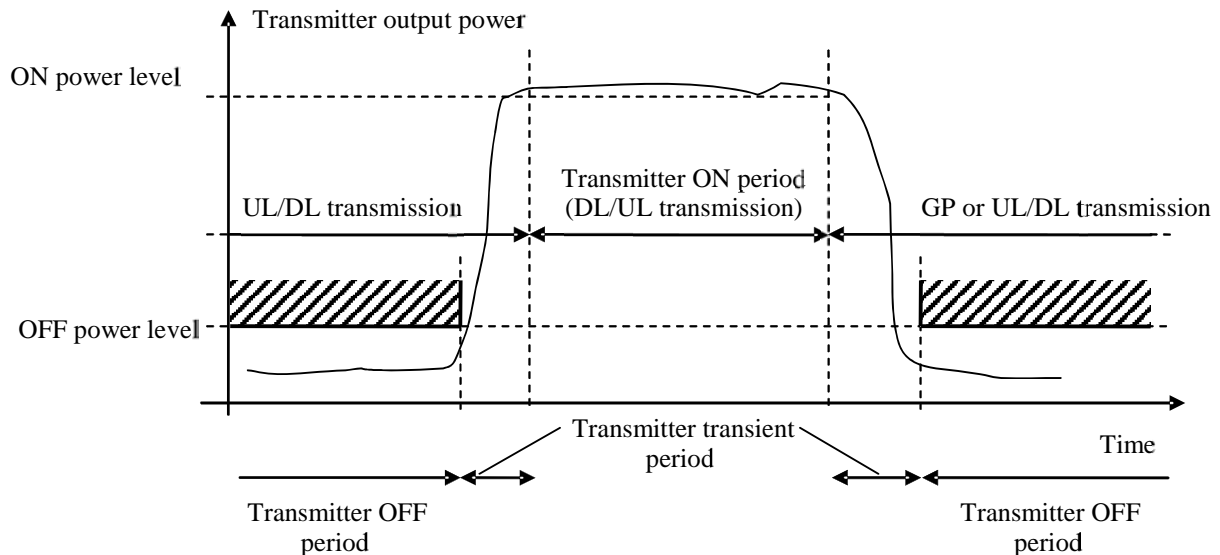 Transmitter output power
ON power level
Transmitter ON period
(DL/UL transmission)
UL/DL transmission
GP or UL/DL transmission
OFF power level
Transmitter transient
period
Time
Transmitter OFF
period
Transmitter OFF
period